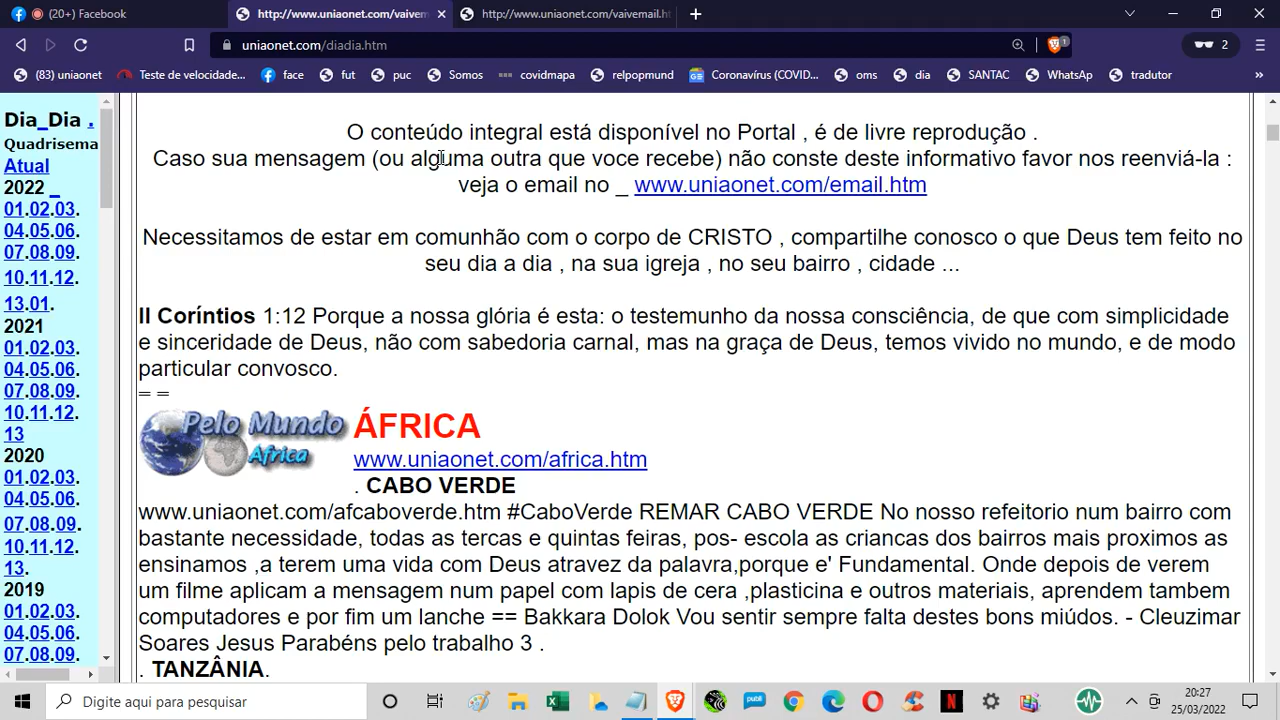 (20+) Facebook
http://www.uniaonet.com/vaivem
http://www.uniaonet.com/vaivemail.ht
uniaonet.com/diadia.htm
1
2
(83) uniaonet
Teste de velocidade...
face
fut
puc
Somos
covidmapa
relpopmund
Coronavírus (COVID...
oms
dia
SANTAC
WhatsApp
tradutor
»
Dia_Dia .
Quadrisema
Atual
2022 _
01.02.03.
04.05.06.
07.08.09.
10.11.12.
13.01.
2021
01.02.03.
04.05.06.
07.08.09.
10.11.12.
13
2020
01.02.03.
04.05.06.
07.08.09.
10.11.12.
13.
2019
01.02.03.
04.05.06.
07.08.09.
O conteúdo integral está disponível no Portal , é de livre reprodução .
Caso sua mensagem (ou alguma outra que voce recebe) não conste deste informativo favor nos reenviá-la :
veja o email no _ www.uniaonet.com/email.htm
Necessitamos de estar em comunhão com o corpo de CRISTO , compartilhe conosco o que Deus tem feito no
seu dia a dia , na sua igreja , no seu bairro , cidade ...
II Coríntios 1:12 Porque a nossa glória é esta: o testemunho da nossa consciência, de que com simplicidade
e sinceridade de Deus, não com sabedoria carnal, mas na graça de Deus, temos vivido no mundo, e de modo
particular convosco.
= =
Pelo Mundo
África
ÁFRICA
www.uniaonet.com/africa.htm
. CABO VERDE
www.uniaonet.com/afcaboverde.htm #CaboVerde REMAR CABO VERDE No nosso refeitorio num bairro com
bastante necessidade, todas as tercas e quintas feiras, pos- escola as criancas dos bairros mais proximos as
ensinamos ,a terem uma vida com Deus atravez da palavra,porque e' Fundamental. Onde depois de verem
um filme aplicam a mensagem num papel com lapis de cera ,plasticina e outros materiais, aprendem tambem
computadores e por fim um lanche == Bakkara Dolok Vou sentir sempre falta destes bons miúdos. - Cleuzimar
Soares Jesus Parabéns pelo trabalho 3 .
. TANZÂNIA.
Digite aqui para pesquisar
publi
20:27
25/03/2022